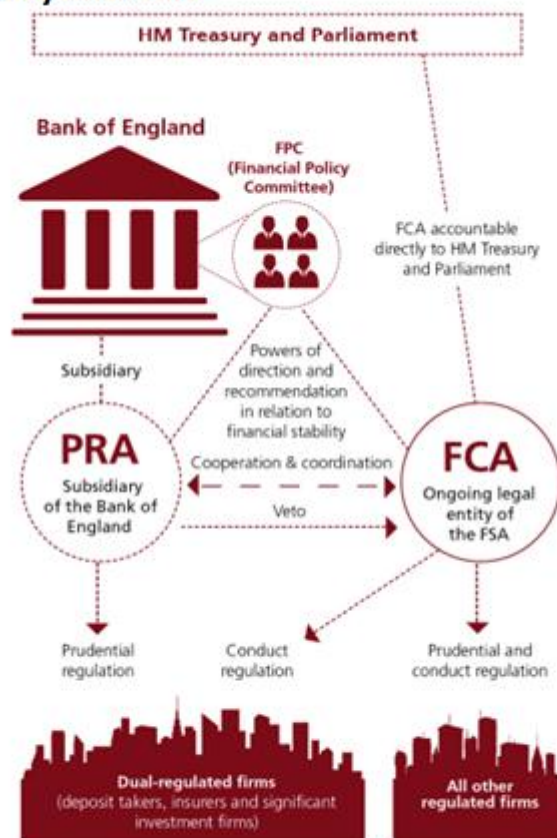 HM Treasury and Parliament
Bank of England
FPC
(Financial Policy
Committee)
FCA accountable
directly to HM Treasury
and Parliament
Subsidiary
Powers of
direction and
recommendation
in relation to
financial stability
PRA
Subsidiary
of the Bank of
England
Cooperation & coordination
Veto
FCA
Ongoing legal
entity of
the FSA
Prudential
regulation
Conduct
regulation
Prudential and
conduct regulation
Dual-regulated firms
(deposit takers, insurers and significant
investment firms)
All other
regulated firms